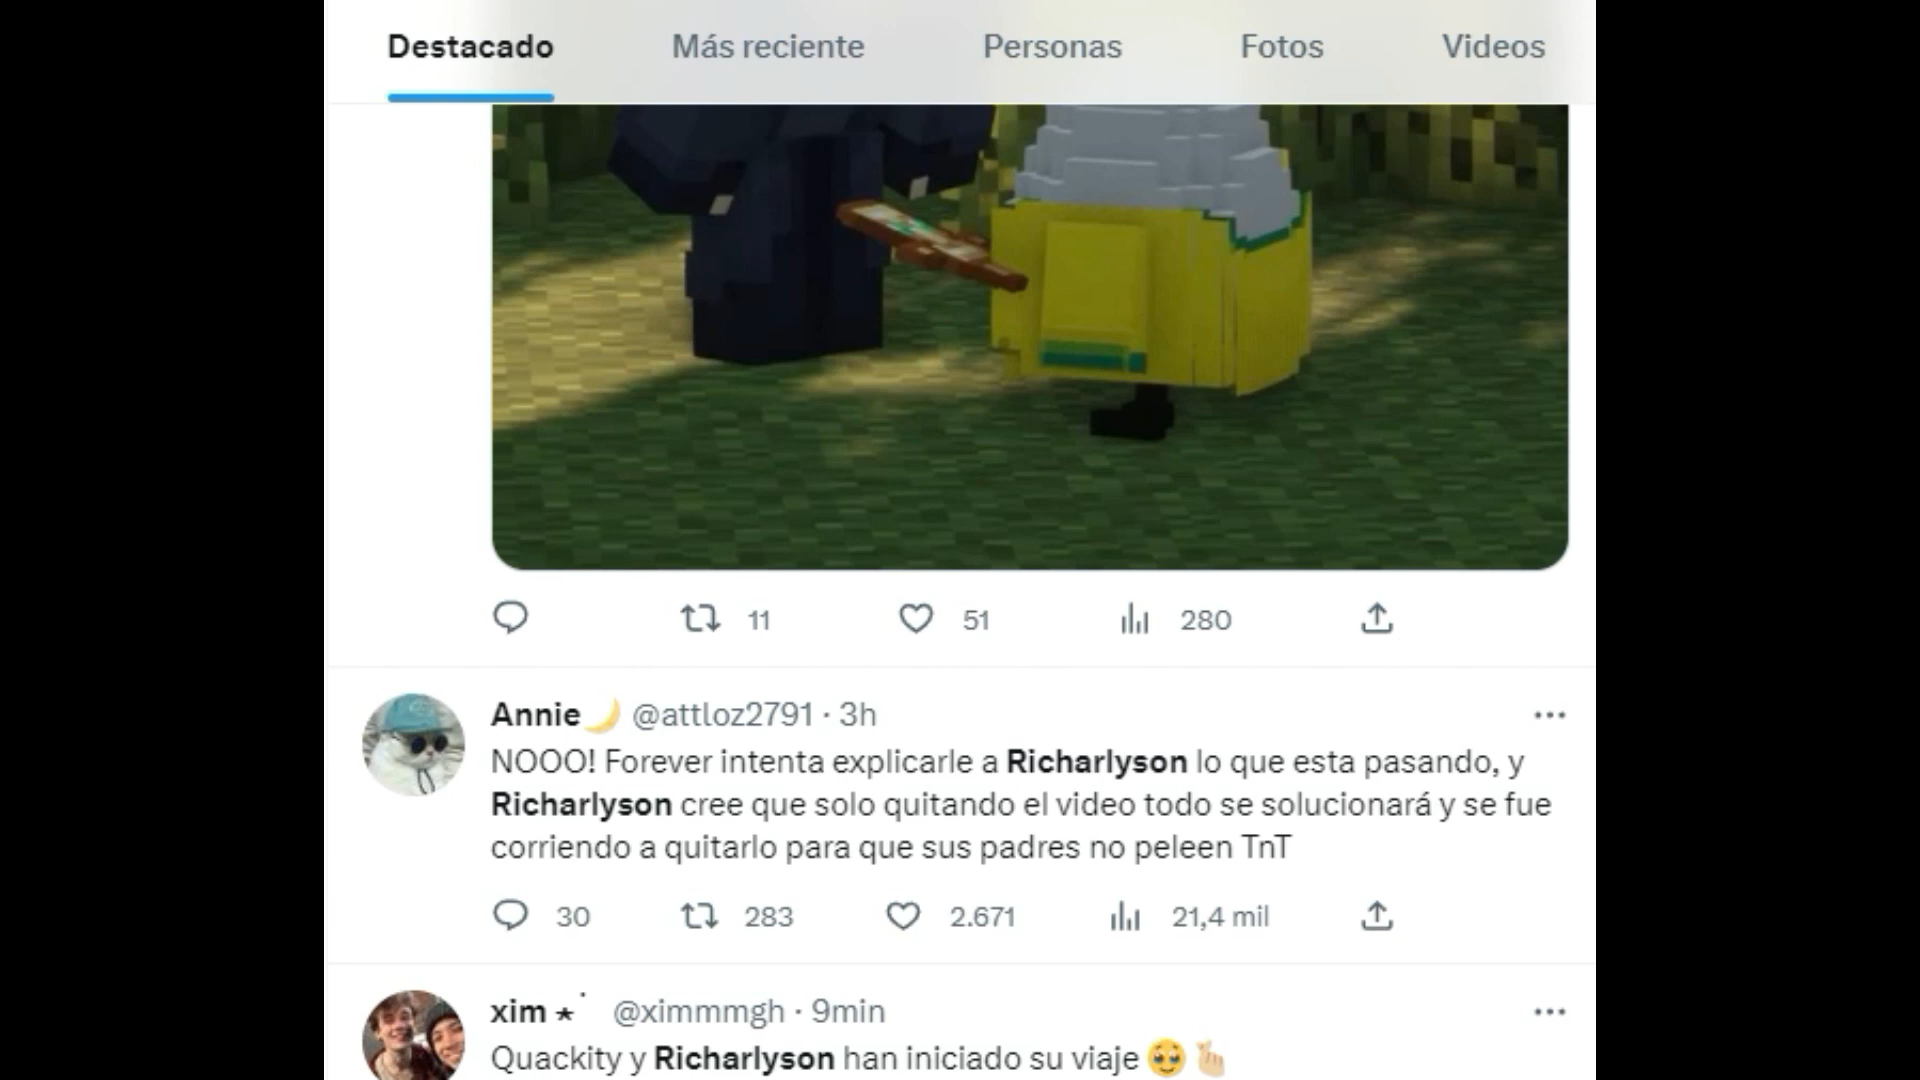 Destacado Más reciente Personas Fotos Videos
11 51 280
Annie🌙 @attloz2791 · 3h
NOOO! Forever intenta explicarle a Richarlyson lo que esta pasando, y
Richarlyson cree que solo quitando el video todo se solucionará y se fue
corriendo a quitarlo para que sus padres no peleen TnT
30 283 2.671 21,4 mil
xim ⋆˙ @ximmmgh · 9min
Quackity y Richarlyson han iniciado su viaje 🥹🫰🏻